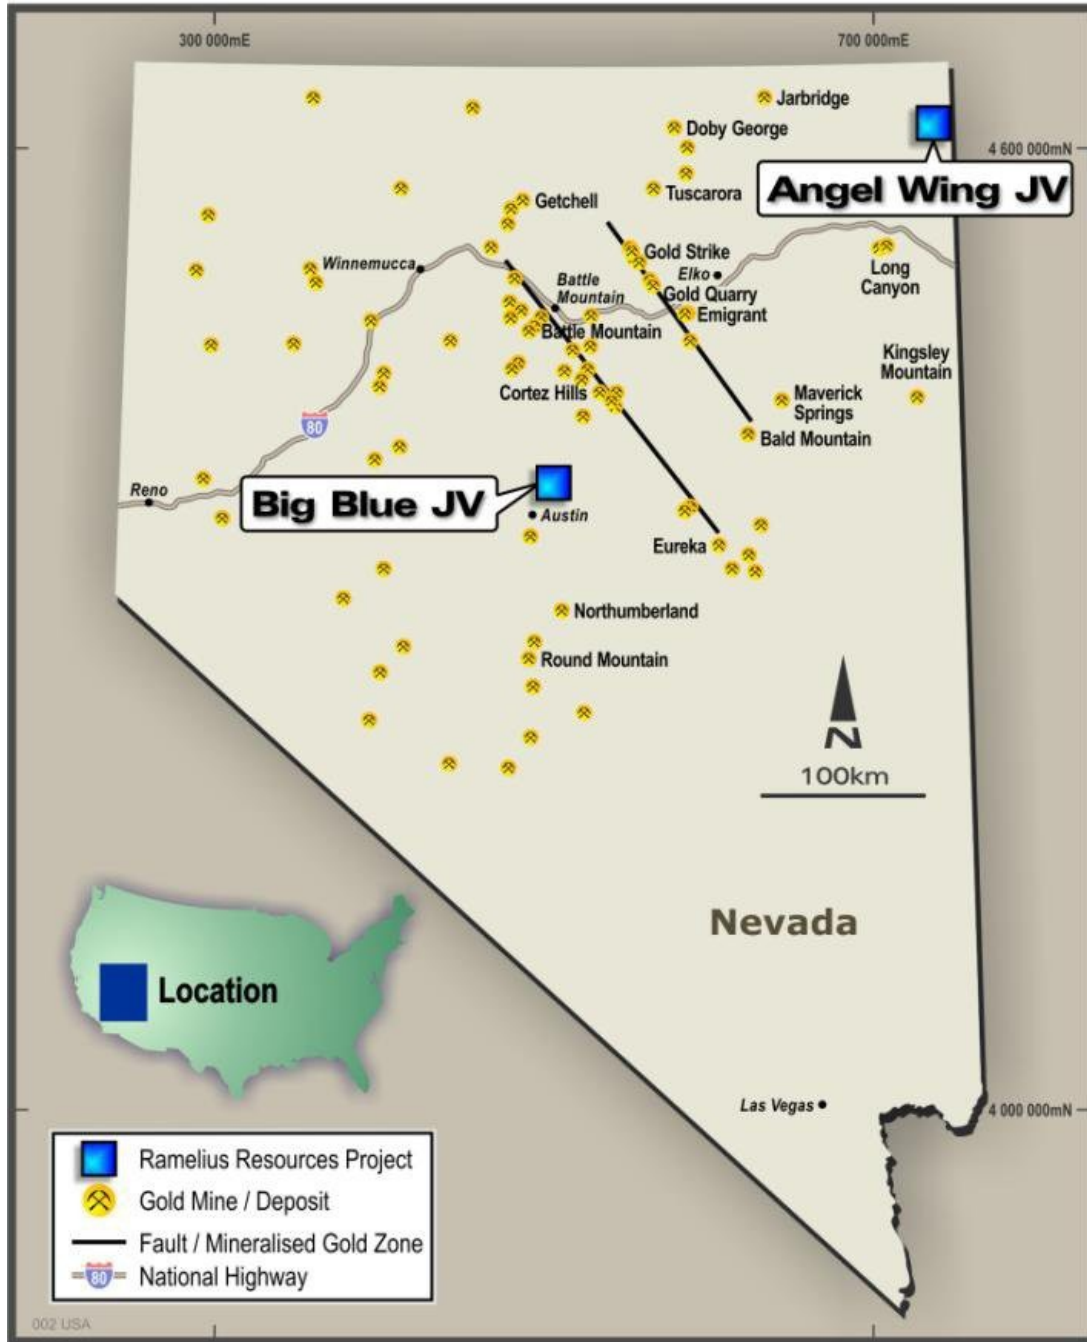 300 000mE
700 000mE
Jarbridge
Doby George
4 600 000mN
Angel Wing JV
Tuscarora
Getchell
Gold Strike
Winnemucca
Elko
Long
Canyon
Battle
Mountain
Gold Quarry
Emigrant
Battle Mountain
Kingsley
Mountain
Cortez Hills
Maverick
Springs
80
Bald Mountain
Reno
Big Blue JV
Austin
Eureka
Northumberland
Round Mountain
N
100km
Nevada
Location
Las Vegas
4 000 000mN
Ramelius Resources Project
Gold Mine / Deposit
Fault / Mineralised Gold Zone
80
National Highway
002 USA